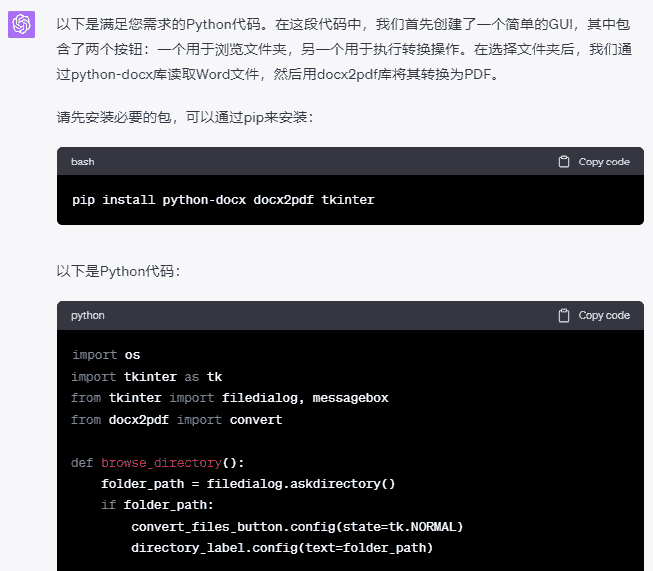 以下是满足您需求的Python代码。在这段代码中，我们首先创建了一个简单的GUI，其中包
含了两个按钮：一个用于浏览文件夹，另一个用于执行转换操作。在选择文件夹后，我们通
过python-docx库读取Word文件，然后用docx2pdf库将其转换为PDF。
请先安装必要的包，可以通过pip来安装：
bash Copy code
pip install python-docx docx2pdf tkinter
以下是Python代码：
python Copy code
import os
import tkinter as tk
from tkinter import filedialog, messagebox
from docx2pdf import convert
def browse_directory():
    folder_path = filedialog.askdirectory()
    if folder_path:
        convert_files_button.config(state=tk.NORMAL)
        directory_label.config(text=folder_path)